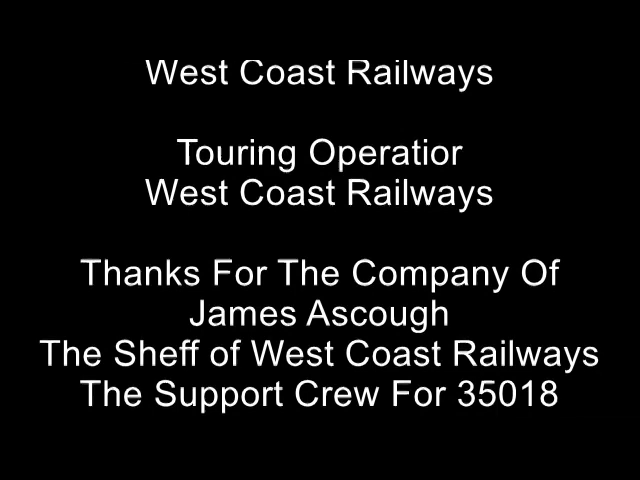 West Coast Railways
Touring Operatior
West Coast Railways
Thanks For The Company Of
James Ascough
The Sheff of West Coast Railways
The Support Crew For 35018